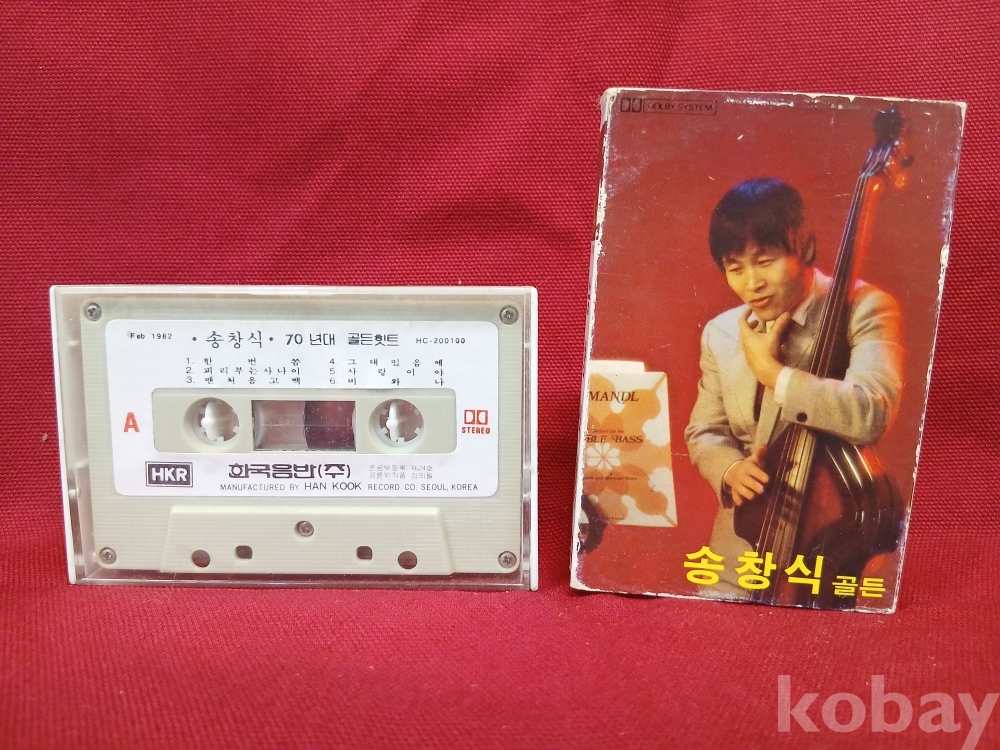 Feb 1982 · 송창식 · 70 년대 골든힛트 HC-200100
1. 한번쯤 4. 그대있음에
2. 피리부는사나이 5. 사랑이야
3. 맨처음고백 6. 비와나
A
STEREO
HKR 한국음반(주)
MANUFACTURED BY HAN KOOK RECORD CO. SEOUL, KOREA
DOLBY SYSTEM
MANDL
BLE-BASS
송창식 골든
kobay